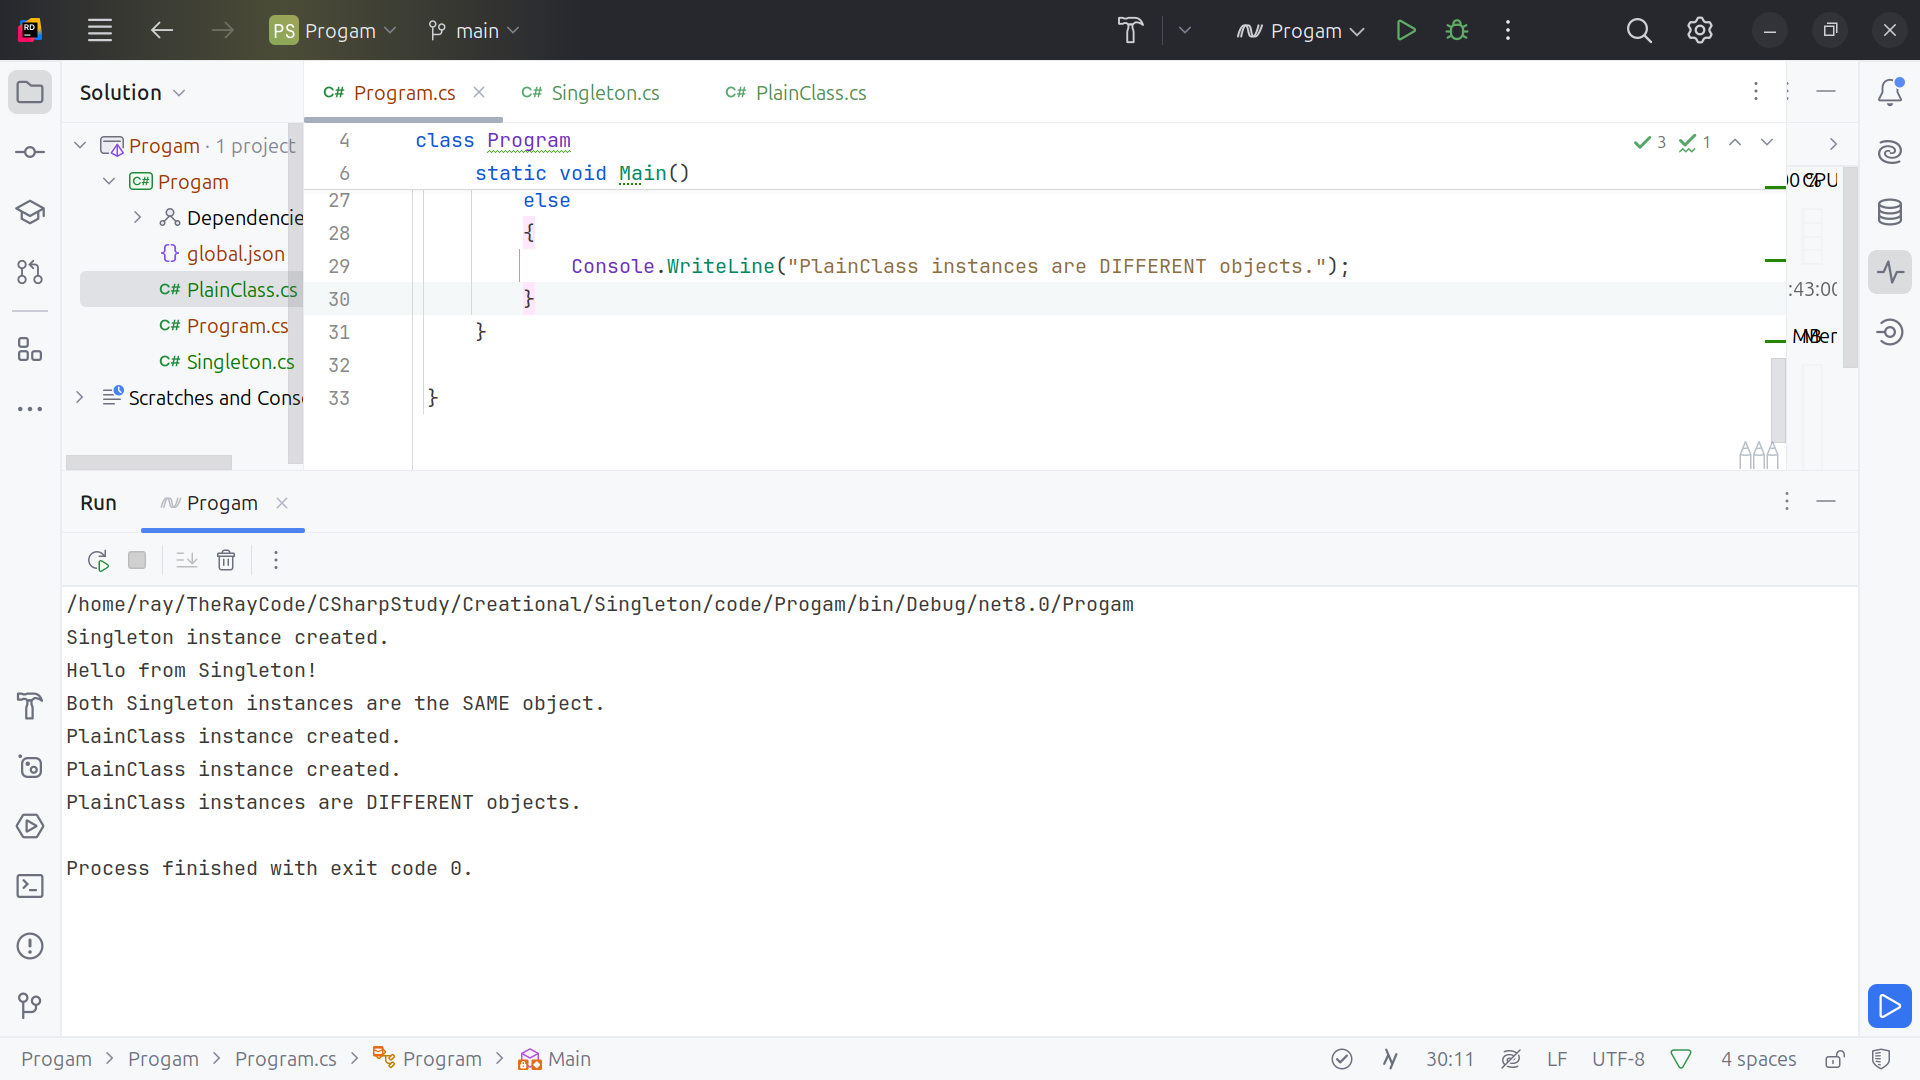 RD
PS Progam
main
Progam
Solution
C# Program.cs
C# Singleton.cs
C# PlainClass.cs
Progam · 1 project
C# Progam
Dependencie
{} global.json
C# PlainClass.cs
C# Program.cs
C# Singleton.cs
Scratches and Cons
4 class Program
6 static void Main()
27 else
28 {
29 Console.WriteLine("PlainClass instances are DIFFERENT objects.");
30 }
31 }
32
33 }
3 1
:43:00
Run Progam
/home/ray/TheRayCode/CSharpStudy/Creational/Singleton/code/Progam/bin/Debug/net8.0/Progam
Singleton instance created.
Hello from Singleton!
Both Singleton instances are the SAME object.
PlainClass instance created.
PlainClass instance created.
PlainClass instances are DIFFERENT objects.
Process finished with exit code 0.
Progam > Progam > Program.cs > Program > Main
30:11 LF UTF-8 4 spaces